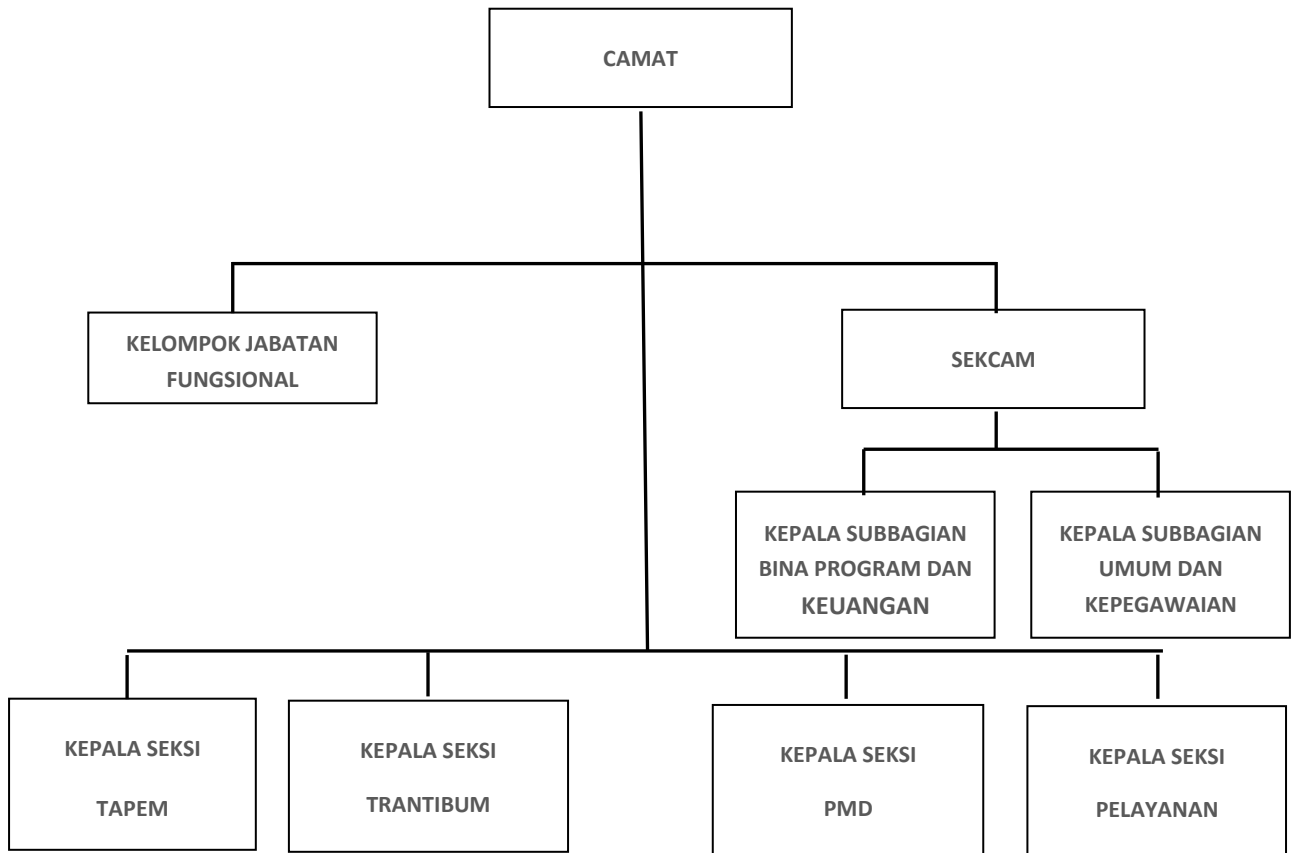 CAMAT
KELOMPOK JABATAN
FUNGSIONAL
SEKCAM
KEPALA SUBBAGIAN
BINA PROGRAM DAN
KEUANGAN
KEPALA SUBBAGIAN
UMUM DAN
KEPEGAWAIAN
KEPALA SEKSI
TAPEM
KEPALA SEKSI
TRANTIBUM
KEPALA SEKSI
PMD
KEPALA SEKSI
PELAYANAN